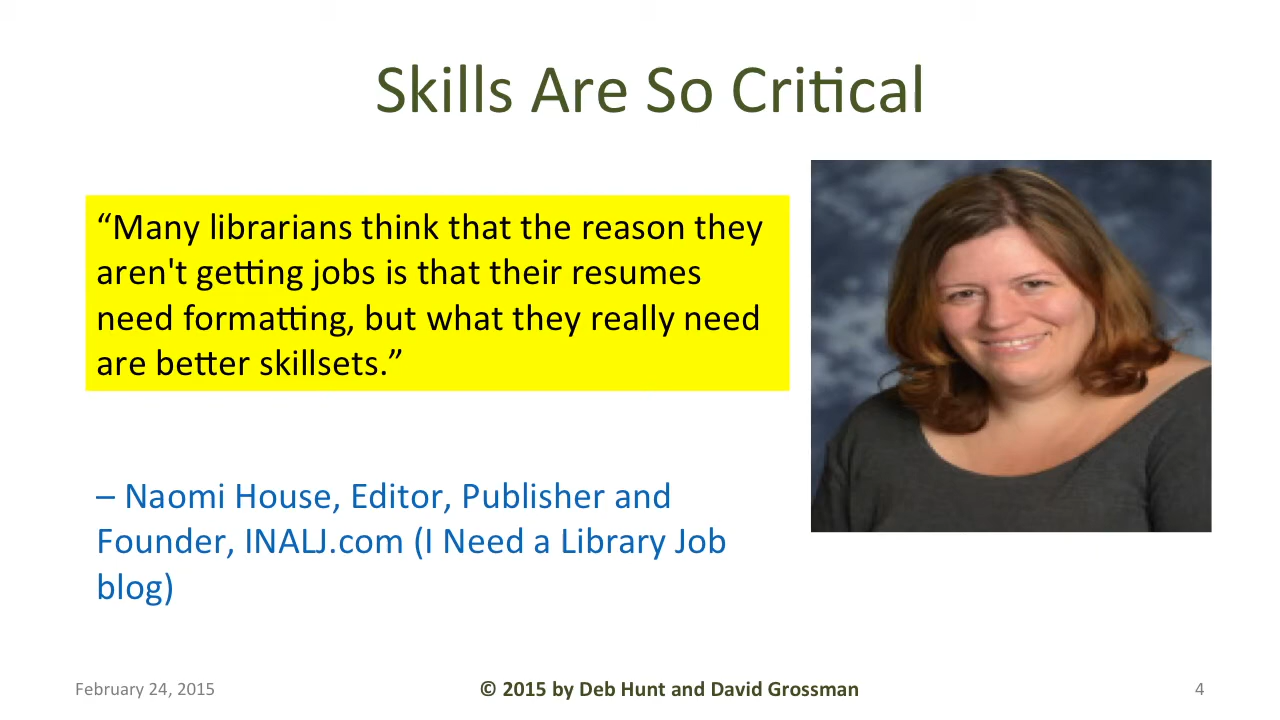 Skills Are So Critical
“Many librarians think that the reason they
aren't getting jobs is that their resumes
need formatting, but what they really need
are better skillsets.”
– Naomi House, Editor, Publisher and
Founder, INALJ.com (I Need a Library Job
blog)
February 24, 2015
© 2015 by Deb Hunt and David Grossman
4